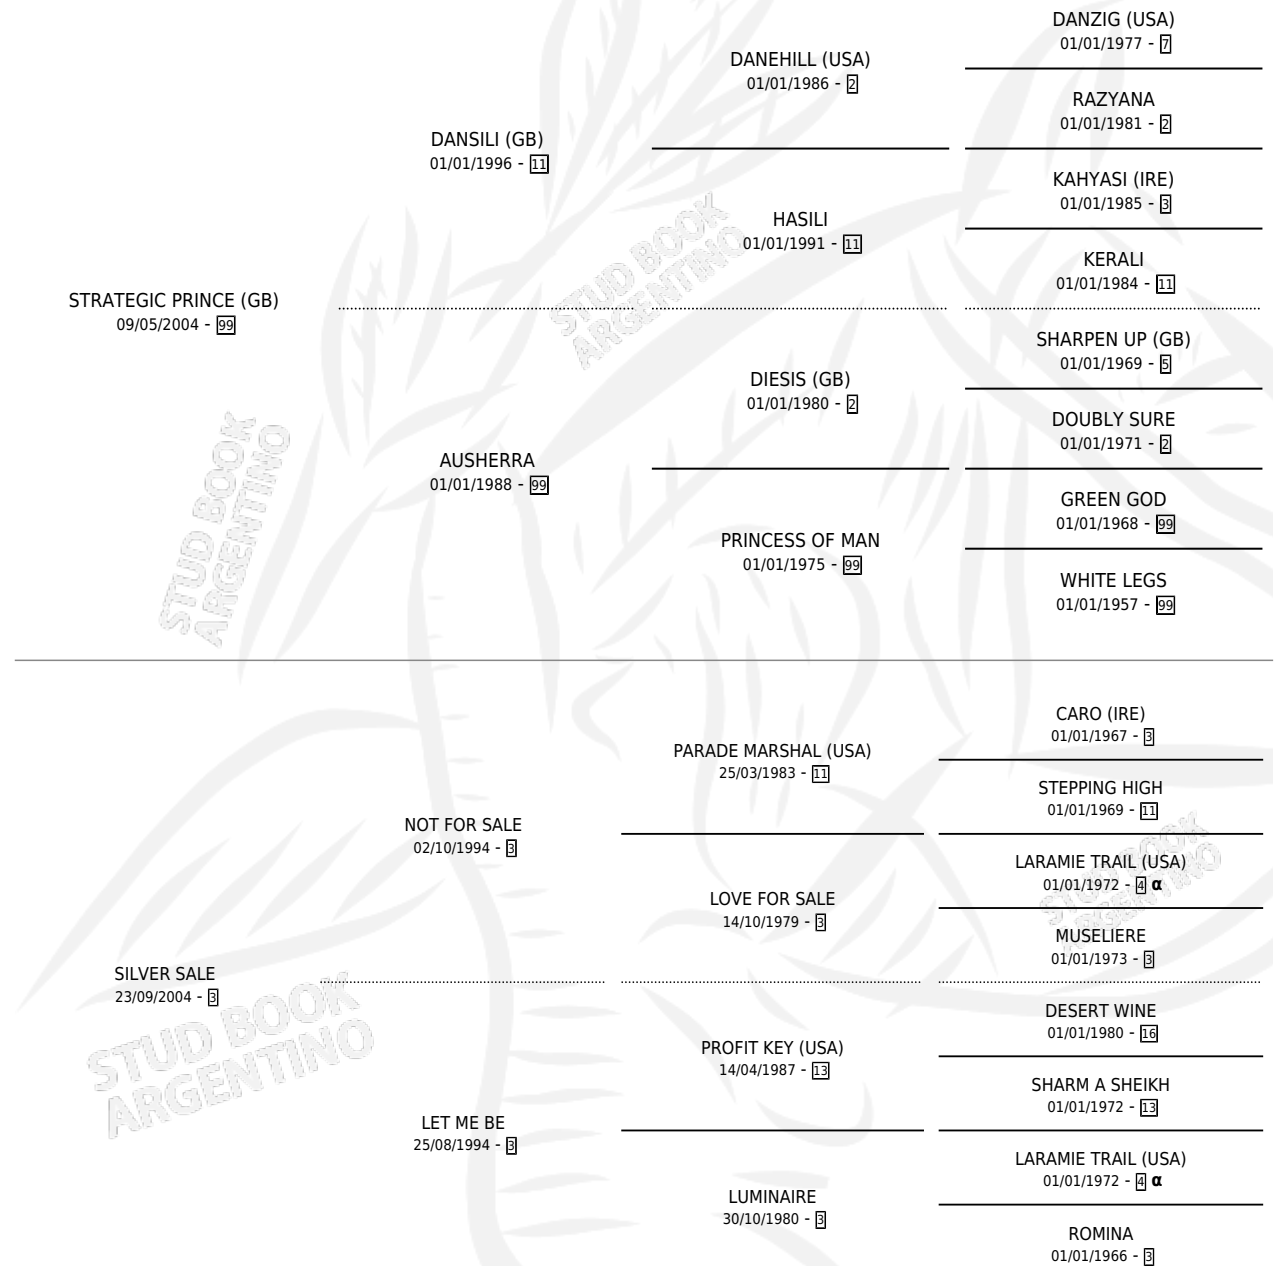 DANZIG (USA)
01/01/1977 - 7
DANEHILL (USA)
01/01/1986 - 2
RAZYANA
01/01/1981 - 2
DANSILI (GB)
01/01/1996 - 11
KAHYASI (IRE)
01/01/1985 - 3
HASILI
01/01/1991 - 11
KERALI
01/01/1984 - 11
STRATEGIC PRINCE (GB)
09/05/2004 - 99
SHARPEN UP (GB)
01/01/1969 - 5
DIESIS (GB)
01/01/1980 - 2
DOUBLY SURE
01/01/1971 - 2
AUSHERRA
01/01/1988 - 99
GREEN GOD
01/01/1968 - 99
PRINCESS OF MAN
01/01/1975 - 99
WHITE LEGS
01/01/1957 - 99
CARO (IRE)
01/01/1967 - 3
PARADE MARSHAL (USA)
25/03/1983 - 11
STEPPING HIGH
01/01/1969 - 11
NOT FOR SALE
02/10/1994 - 3
LARAMIE TRAIL (USA)
01/01/1972 - 4 α
LOVE FOR SALE
14/10/1979 - 3
MUSELIERE
01/01/1973 - 3
SILVER SALE
23/09/2004 - 3
DESERT WINE
01/01/1980 - 16
PROFIT KEY (USA)
14/04/1987 - 13
SHARM A SHEIKH
01/01/1972 - 13
LET ME BE
25/08/1994 - 3
LARAMIE TRAIL (USA)
01/01/1972 - 4 α
LUMINAIRE
30/10/1980 - 3
ROMINA
01/01/1966 - 3
STUD BOOK
ARGENTINO
STUD BOOK
ARGENTINO
STUD BOOK
ARGENTINO
STUD BOOK
ARGENTINO